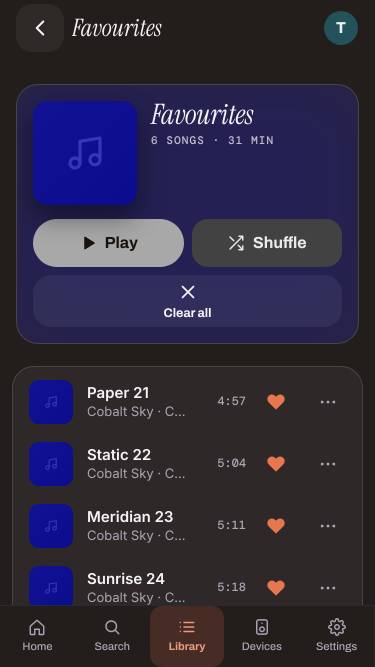 Favourites
T
Favourites
6 SONGS · 31 MIN
Play
Shuffle
Clear all
Paper 21
Cobalt Sky · C...
4:57
Static 22
Cobalt Sky · C...
5:04
Meridian 23
Cobalt Sky · C...
5:11
Sunrise 24
Cobalt Sky · C...
5:18
Home
Search
Library
Devices
Settings